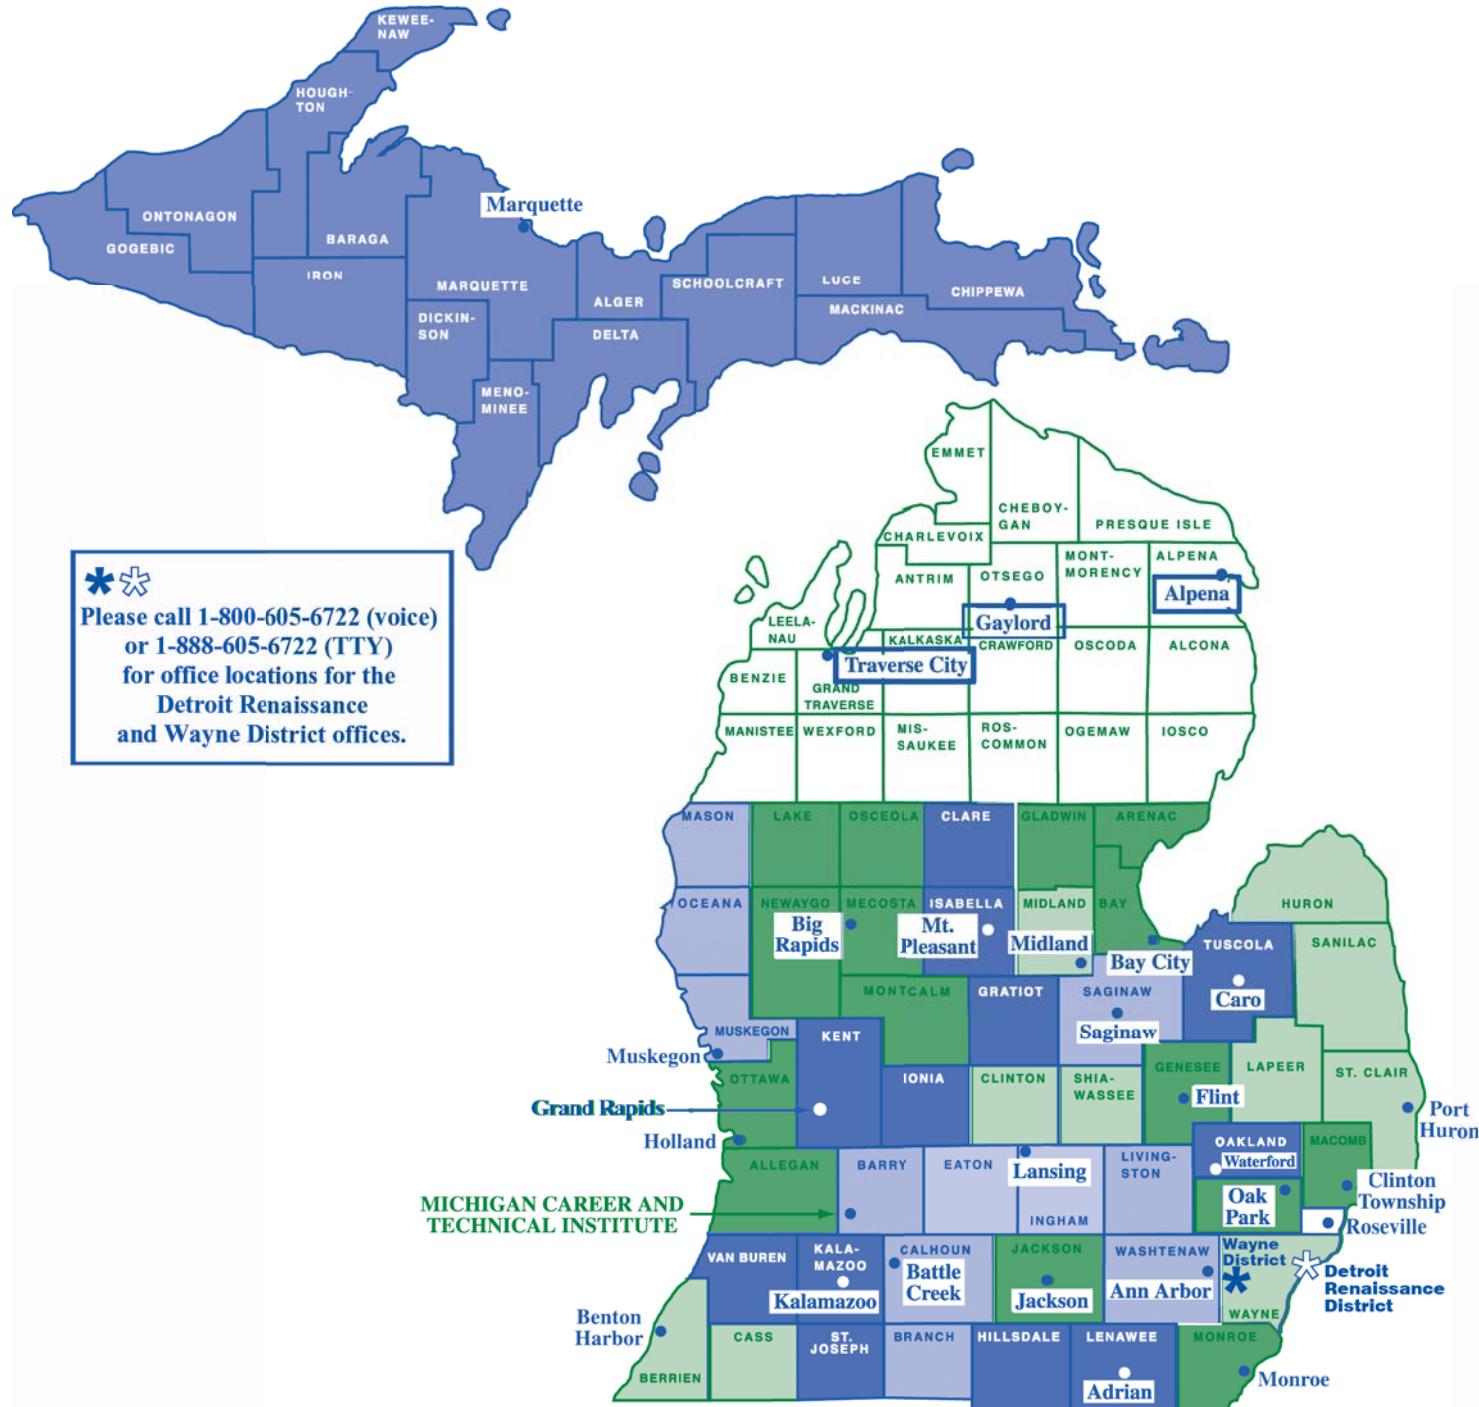 KEWEE-
NAW
HOUGH-
TON
ONTONAGON
GOGEBIC
BARAGA
IRON
Marquette
MARQUETTE
DICKIN-
SON
MENO-
MINEE
ALGER
DELTA
SCHOOLCRAFT
LUCE
MACKINAC
CHIPPEWA
Please call 1-800-605-6722 (voice)
or 1-888-605-6722 (TTY)
for office locations for the
Detroit Renaissance
and Wayne District offices.
EMMET
CHEBOY-
GAN
PRESQUE ISLE
CHARLEVOIX
ANTRIM
OTSEGO
MONT-
MORENCY
ALPENA
Alpena
Gaylord
LEELA-
NAU
KALKASKA
CRAWFORD
OSCODA
ALCONA
Traverse City
BENZIE
GRAND
TRAVERSE
MANISTEE
WEXFORD
MIS-
SAUKEE
ROS-
COMMON
OGEMAW
IOSCO
MASON
LAKE
OSCEOLA
CLARE
GLADWIN
ARENAC
OCEANA
NEWAYGO
MECOSTA
ISABELLA
MIDLAND
BAY
HURON
Big
Rapids
Mt.
Pleasant
Midland
Bay City
TUSCOLA
SANILAC
Caro
MONTCALM
GRATIOT
SAGINAW
Saginaw
MUSKEGON
Muskegon
KENT
OTTAWA
IONIA
CLINTON
SHIA-
WASSEE
GENESEE
Flint
LAPEER
ST. CLAIR
Port
Huron
Grand Rapids
Holland
ALLEGAN
BARRY
EATON
Lansing
INGHAM
LIVING-
STON
OAKLAND
Waterford
MACOMB
Oak
Park
Clinton
Township
Roseville
MICHIGAN CAREER AND
TECHNICAL INSTITUTE
VAN BUREN
KALA-
MAZOO
Kalamazoo
CALHOUN
Battle
Creek
JACKSON
Jackson
WASHTENAW
Ann Arbor
Wayne
District
WAYNE
Detroit
Renaissance
District
Benton
Harbor
BERRIEN
CASS
ST.
JOSEPH
BRANCH
HILLSDALE
LENAWEE
Adrian
MONROE
Monroe